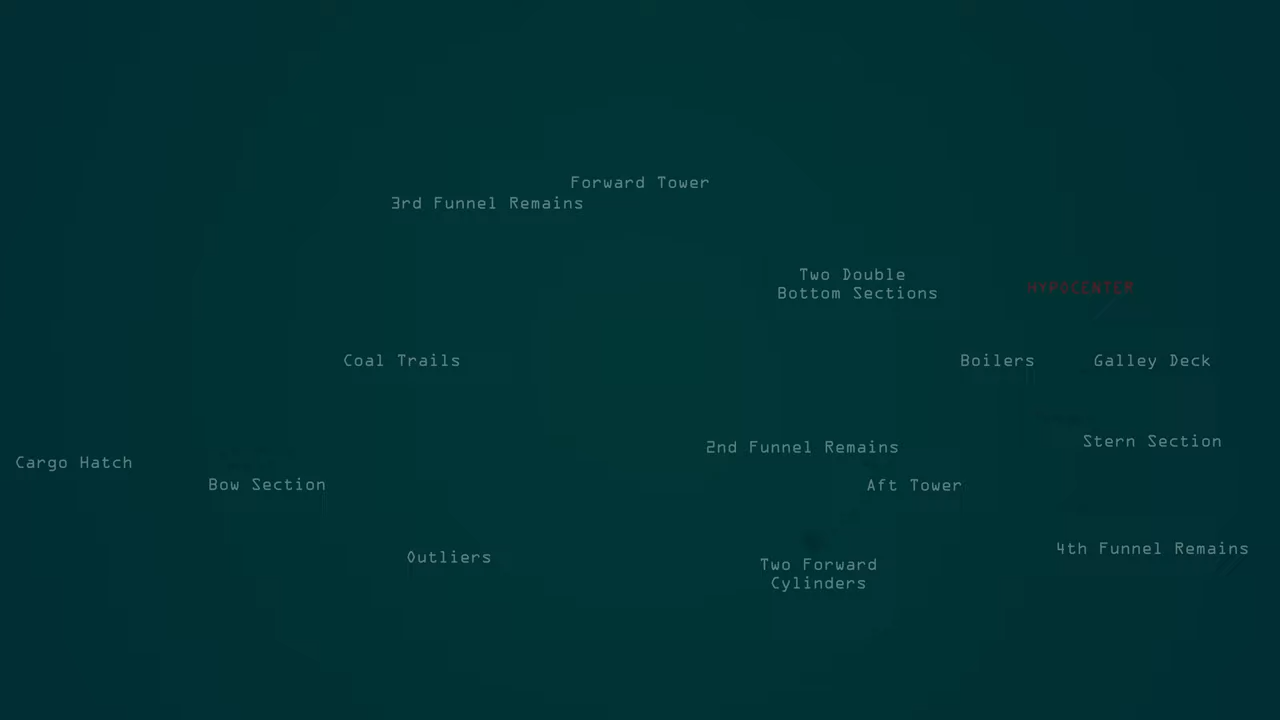 Forward Tower
3rd Funnel Remains
Two Double
Bottom Sections
HYPOCENTER
Coal Trails
Boilers
Galley Deck
2nd Funnel Remains
Stern Section
Cargo Hatch
Bow Section
Aft Tower
Outliers
4th Funnel Remains
Two Forward
Cylinders